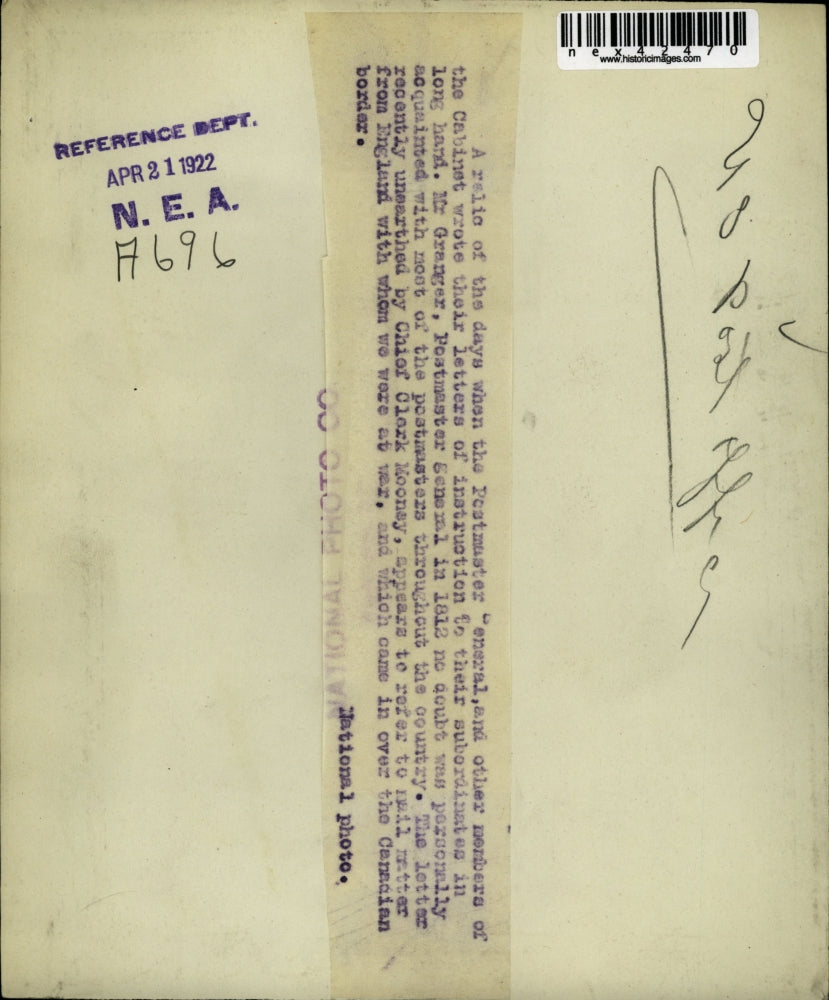 nex42470
www.historicimages.com
REFERENCE DEPT.
APR 21 1922
N. E. A.
A696
A relic of the days when the Postmaster General, and other members of
the Cabinet wrote their letters of instruction to their subordinates in
long hand. Mr Granger, Postmaster General in 1812 no doubt was personally
acquainted with most of the postmasters throughout the country. The letter
recently unearthed by Chief Clerk Mooney, appears to refer to mail matter
from England with whom we were at war, and which came in over the Canadian
border.
National photo.
NATIONAL PHOTO CO